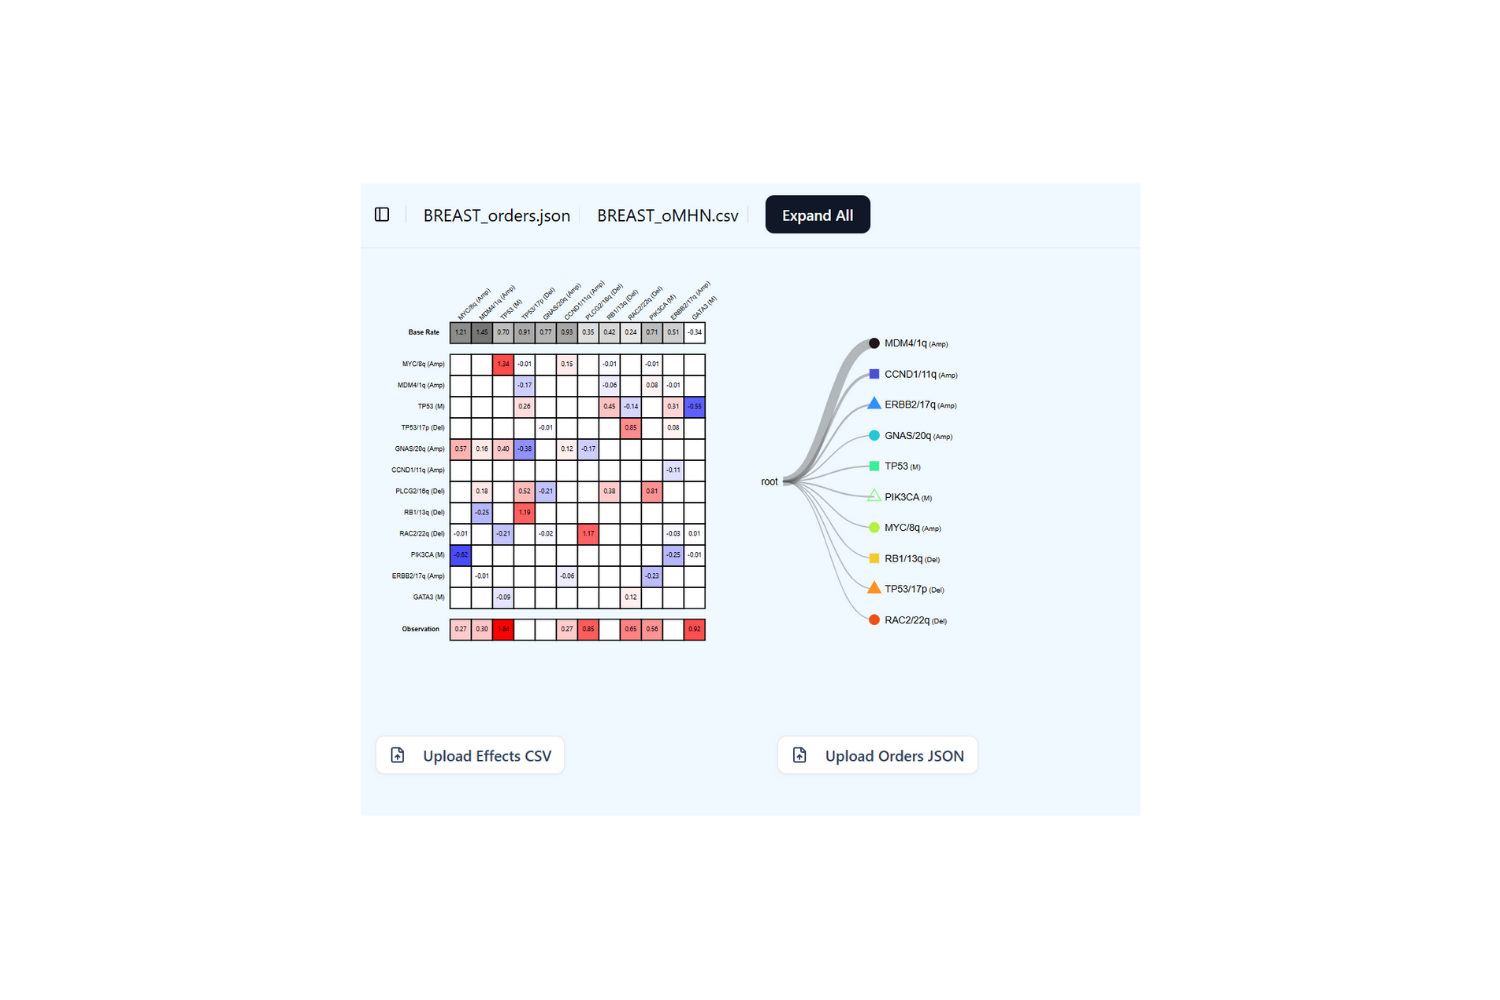 BREAST_orders.json BREAST_oMHN.csv Expand All
MYC/8q (Amp) MDM4/1q (Amp) TP53 (M) TP53/17p (Del) GNAS/20q (Amp) CCND1/11q (Amp) PLCG2/16q (Del) RB1/13q (Del) RAC2/22q (Del) PIK3CA (M) ERBB2/17q (Amp) GATA3 (M)
Base Rate 1.21 1.45 0.70 0.91 0.77 0.93 0.35 0.42 0.24 0.71 0.51 -0.34
MYC/8q (Amp) 1.34 -0.01 0.15 -0.01 -0.01
MDM4/1q (Amp) -0.17 -0.06 0.08 -0.01
TP53 (M) 0.26 0.45 -0.14 0.31 -0.55
TP53/17p (Del) -0.01 0.85 0.08
GNAS/20q (Amp) 0.57 0.16 0.40 -0.38 0.12 -0.17
CCND1/11q (Amp) -0.11
PLCG2/16q (Del) 0.18 0.52 -0.21 0.38 0.81
RB1/13q (Del) -0.25 1.19
RAC2/22q (Del) -0.01 -0.21 -0.02 1.17 -0.03 0.01
PIK3CA (M) -0.62 -0.25 -0.01
ERBB2/17q (Amp) -0.01 -0.06 -0.23
GATA3 (M) -0.09 0.12
Observation 0.27 0.30 0.27 0.85 0.65 0.56 0.92
root
MDM4/1q (Amp)
CCND1/11q (Amp)
ERBB2/17q (Amp)
GNAS/20q (Amp)
TP53 (M)
PIK3CA (M)
MYC/8q (Amp)
RB1/13q (Del)
TP53/17p (Del)
RAC2/22q (Del)
Upload Effects CSV Upload Orders JSON